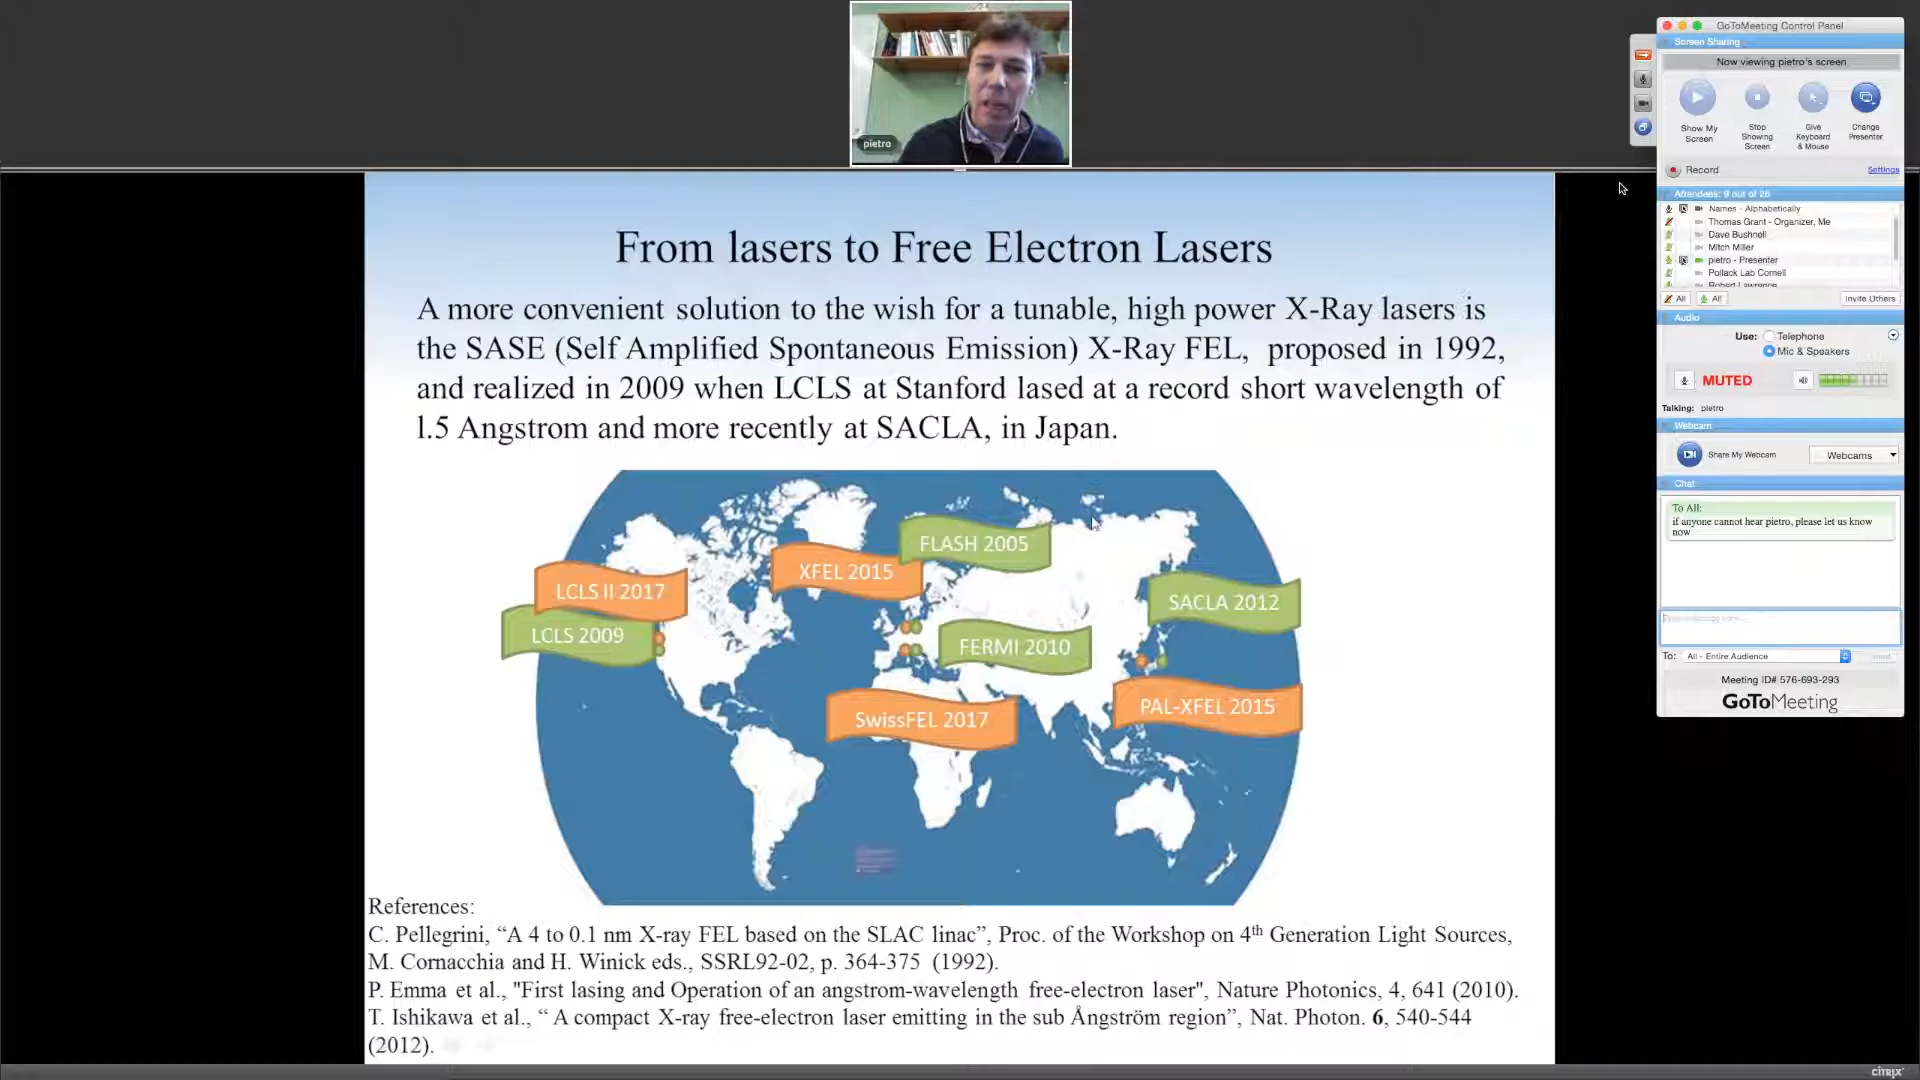 pietro
From lasers to Free Electron Lasers
A more convenient solution to the wish for a tunable, high power X-Ray lasers is
the SASE (Self Amplified Spontaneous Emission) X-Ray FEL, proposed in 1992,
and realized in 2009 when LCLS at Stanford lased at a record short wavelength of
1.5 Angstrom and more recently at SACLA, in Japan.
FLASH 2005
XFEL 2015
LCLS II 2017
SACLA 2012
LCLS 2009
FERMI 2010
PAL-XFEL 2015
SwissFEL 2017
References:
C. Pellegrini, “A 4 to 0.1 nm X-ray FEL based on the SLAC linac”, Proc. of the Workshop on 4th Generation Light Sources,
M. Cornacchia and H. Winick eds., SSRL92-02, p. 364-375 (1992).
P. Emma et al., "First lasing and Operation of an angstrom-wavelength free-electron laser", Nature Photonics, 4, 641 (2010).
T. Ishikawa et al., “ A compact X-ray free-electron laser emitting in the sub Ångström region”, Nat. Photon. 6, 540-544
(2012).
GoToMeeting Control Panel
Screen Sharing
Now viewing pietro's screen
Show My Screen
Stop Showing Screen
Give Keyboard & Mouse
Change Presenter
Record
Settings
Attendees: 9 out of 26
Names - Alphabetically
Thomas Grant - Organizer, Me
Dave Bushnell
Mitch Miller
pietro - Presenter
Pollack Lab Cornell
Robert Lawrence
All
All
Invite Others
Audio
Use: Telephone
Mic & Speakers
MUTED
Talking: pietro
Webcam
Share My Webcam
Webcams
Chat
To All:
if anyone cannot hear pietro, please let us know
now
To: All - Entire Audience
Meeting ID# 576-693-293
GoToMeeting
CITRIX